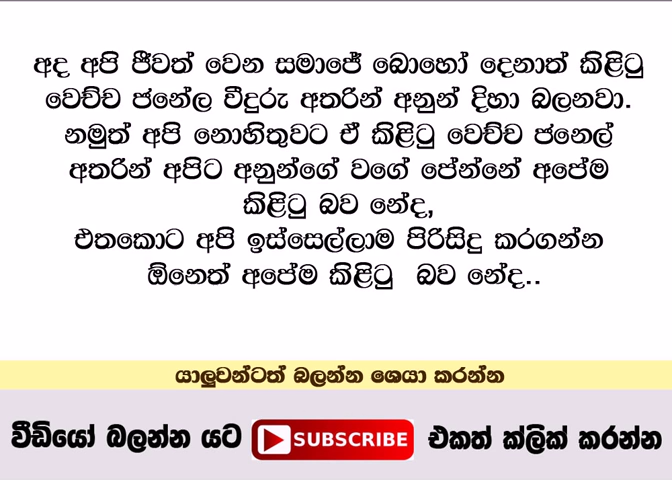 අද අපි ජීවත් වෙන සමාජේ බොහෝ දෙනාත් කිළිටු
වෙච්ච ජනේල වීදුරු අතරින් අනුන් දිහා බලනවා.
නමුත් අපි නොහිතුවට ඒ කිළිටු වෙච්ච ජනෙල්
අතරින් අපිට අනුන්ගේ වගේ පේන්නේ අපේම
කිළිටු බව නේද,
එතකොට අපි ඉස්සෙල්ලාම පිරිසිදු කරගන්න
ඕනෙත් අපේම කිළිටු බව නේද..
යාලුවන්ටත් බලන්න ශෙයා කරන්න
වීඩියෝ බලන්න යට SUBSCRIBE එකත් ක්ලික් කරන්න